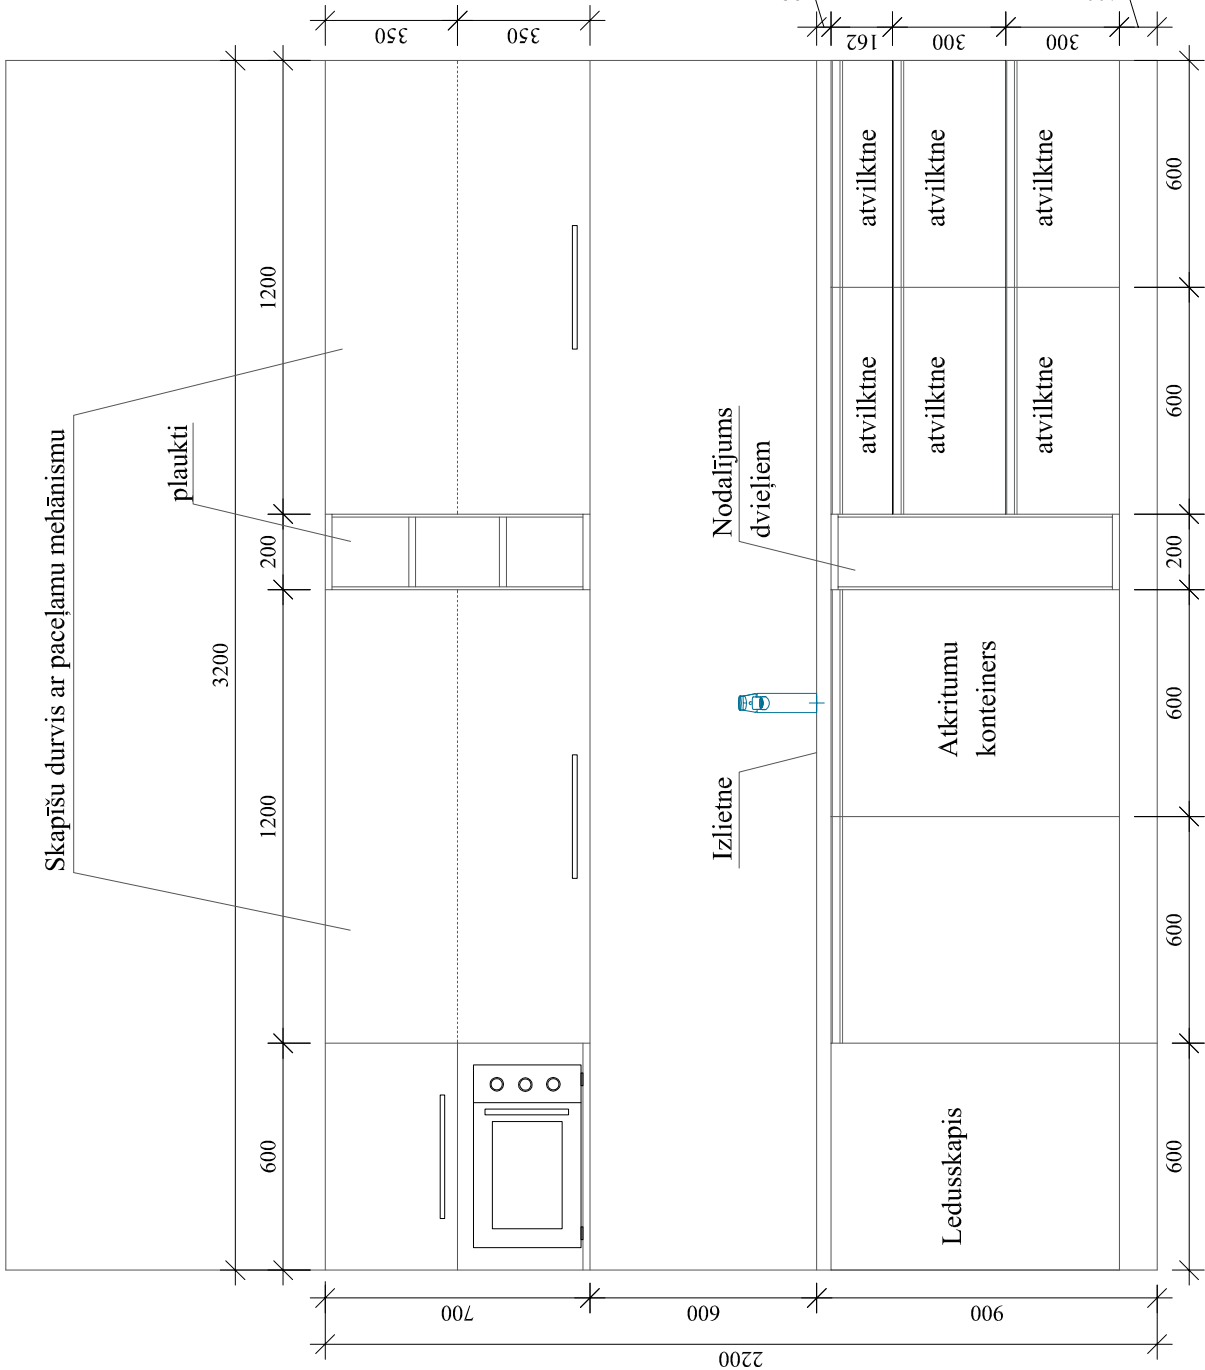 Skapīšu durvis ar paceļamu mehānismu
plaukti
3200
600
1200
200
1200
350
350
700
2200
600
Izlietne
Nodalījums
dvieļiem
162
300
300
atvilktne
atvilktne
900
Ledusskapis
Atkritumu
konteiners
atvilktne
atvilktne
atvilktne
atvilktne
600
600
600
200
600
600